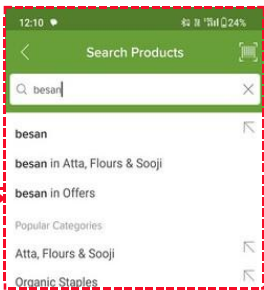 12:10
24%
Search Products
besan
besan
besan in Atta, Flours & Sooji
besan in Offers
Popular Categories
Atta, Flours & Sooji
Organic Staples